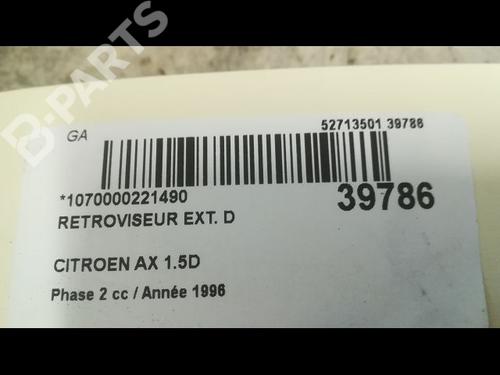 B-PARTS
GA
52713501 39786
*1070000221490
39786
RETROVISEUR EXT. D
CITROEN AX 1.5D
Phase 2 cc / Année 1996